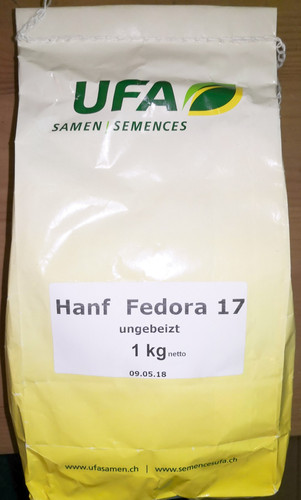 UFA
SAMEN | SEMENCES
Hanf Fedora 17
ungebeizt
1 kg netto
09.05.18
www.ufasamen.ch | www.semencesufa.ch